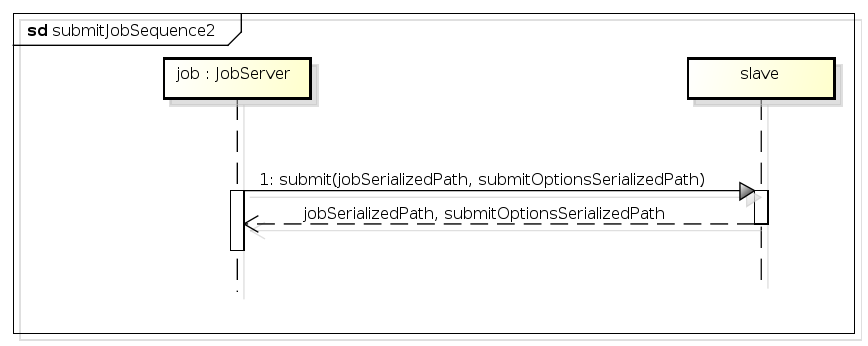 sd submitJobSequence2
job : JobServer
slave
1: submit(jobSerializedPath, submitOptionsSerializedPath)
jobSerializedPath, submitOptionsSerializedPath